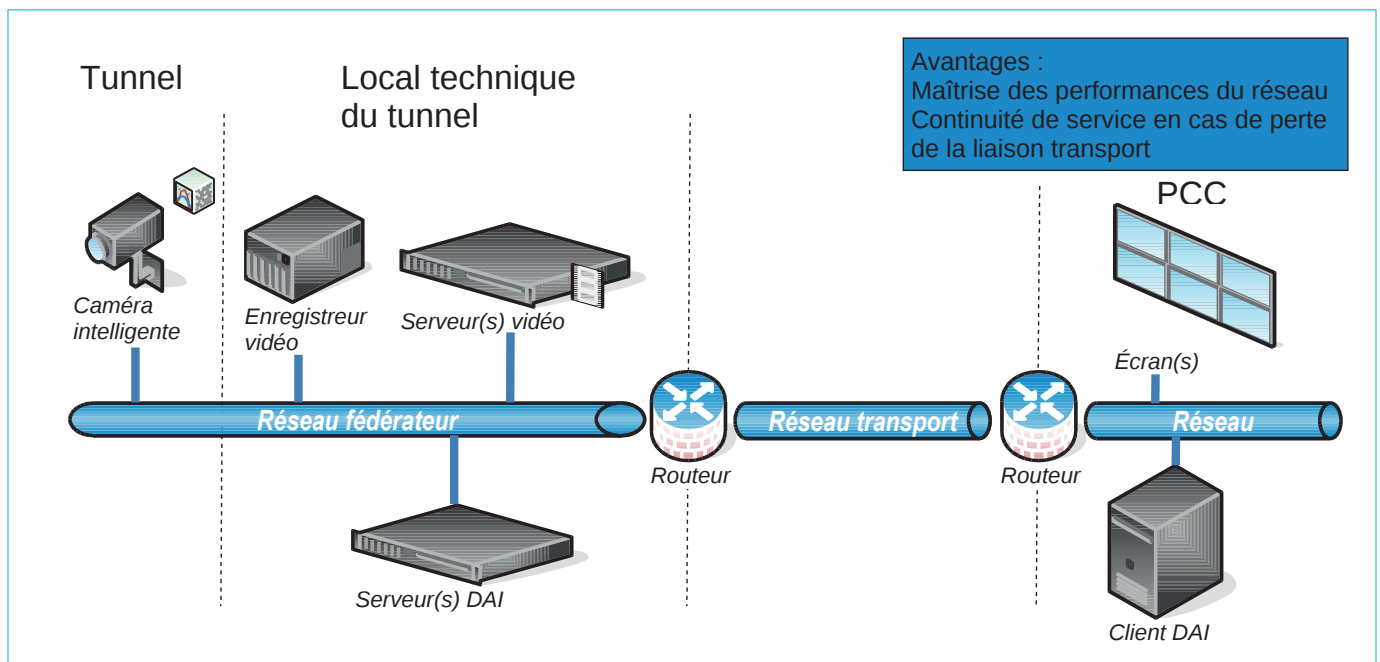 Tunnel
Local technique
du tunnel
Avantages :
Maîtrise des performances du réseau
Continuité de service en cas de perte
de la liaison transport
PCC
Caméra
intelligente
Enregistreur
vidéo
Serveur(s) vidéo
Écran(s)
Réseau fédérateur
Réseau transport
Réseau
Routeur
Routeur
Serveur(s) DAI
Client DAI